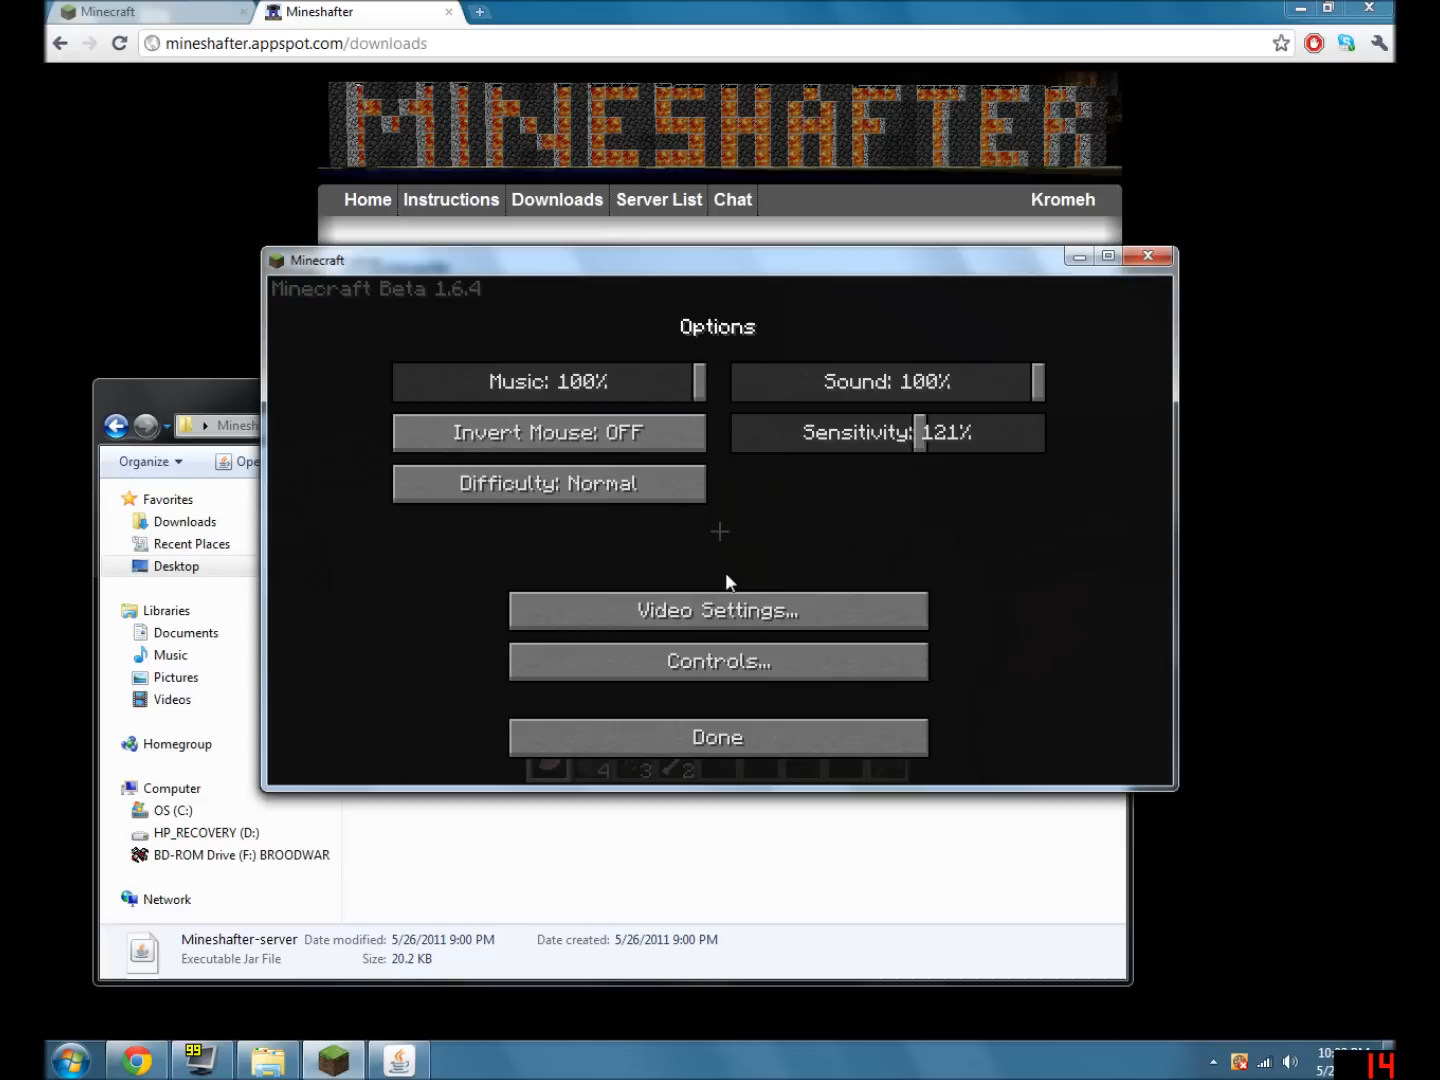 Minecraft
Mineshafter
mineshafter.appspot.com/downloads
MINESHAFTER
Home Instructions Downloads Server List Chat Kromeh
Minecraft
Minecraft Beta 1.6.4
Options
Music: 100% Sound: 100%
Invert Mouse: OFF Sensitivity: 121%
Difficulty: Normal
Video Settings...
Controls...
Done
4 3 2
Organize
Favorites
Downloads
Recent Places
Desktop
Libraries
Documents
Music
Pictures
Videos
Homegroup
Computer
OS (C:)
HP_RECOVERY (D:)
BD-ROM Drive (F:) BROODWAR
Network
Mineshafter-server Date modified: 5/26/2011 9:00 PM Date created: 5/26/2011 9:00 PM
Executable Jar File Size: 20.2 KB
99
14